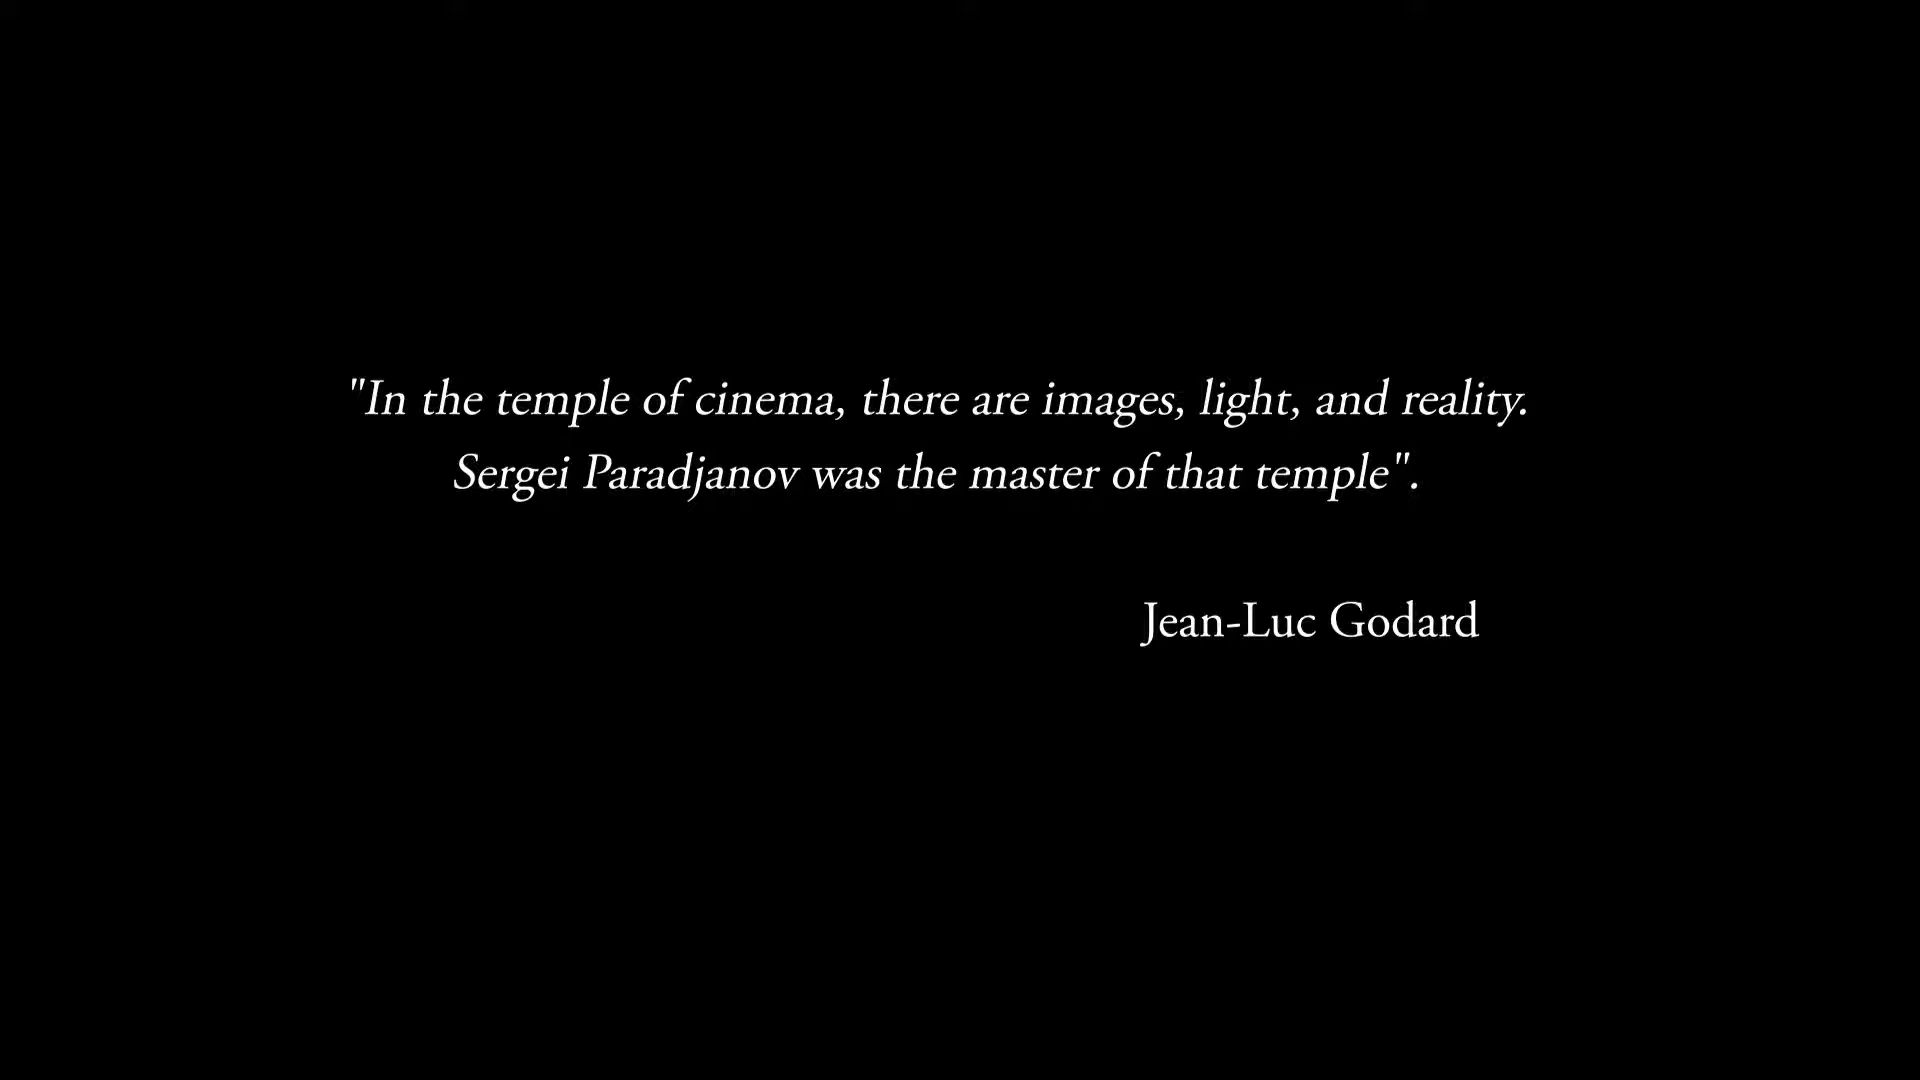 "In the temple of cinema, there are images, light, and reality.
Sergei Paradjanov was the master of that temple".
Jean-Luc Godard